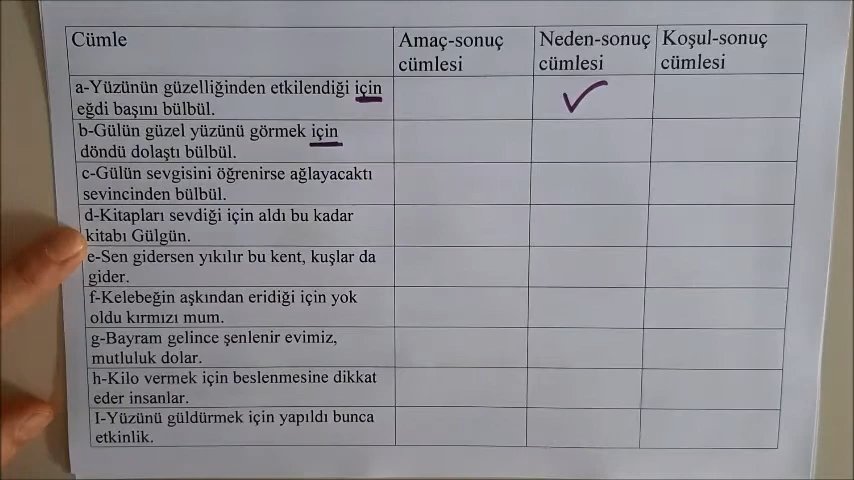 Cümle
Amaç-sonuç
cümlesi
Neden-sonuç
cümlesi
Koşul-sonuç
cümlesi
a-Yüzünün güzelliğinden etkilendiği için
eğdi başını bülbül.
b-Gülün güzel yüzünü görmek için
döndü dolaştı bülbül.
c-Gülün sevgisini öğrenirse ağlayacaktı
sevincinden bülbül.
d-Kitapları sevdiği için aldı bu kadar
kitabı Gülgün.
e-Sen gidersen yıkılır bu kent, kuşlar da
gider.
f-Kelebeğin aşkından eridiği için yok
oldu kırmızı mum.
g-Bayram gelince şenlenir evimiz,
mutluluk dolar.
h-Kilo vermek için beslenmesine dikkat
eder insanlar.
I-Yüzünü güldürmek için yapıldı bunca
etkinlik.